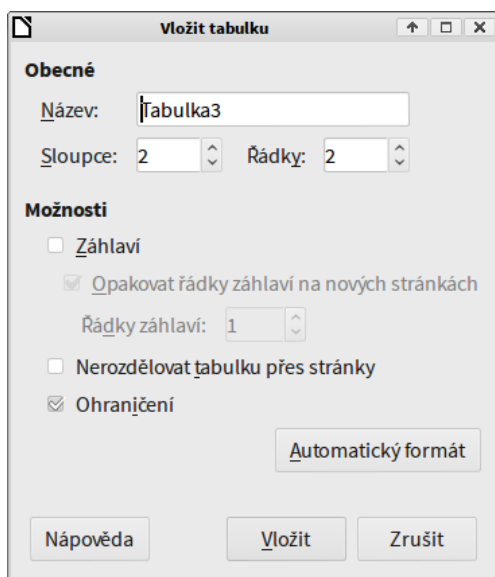 Vložit tabulku
Obecné
Název: Tabulka3
Sloupce: 2 Řádky: 2
Možnosti
Záhlaví
Opakovat řádky záhlaví na nových stránkách
Řádky záhlaví: 1
Nerozdělovat tabulku přes stránky
Ohraničení
Automatický formát
Nápověda Vložit Zrušit